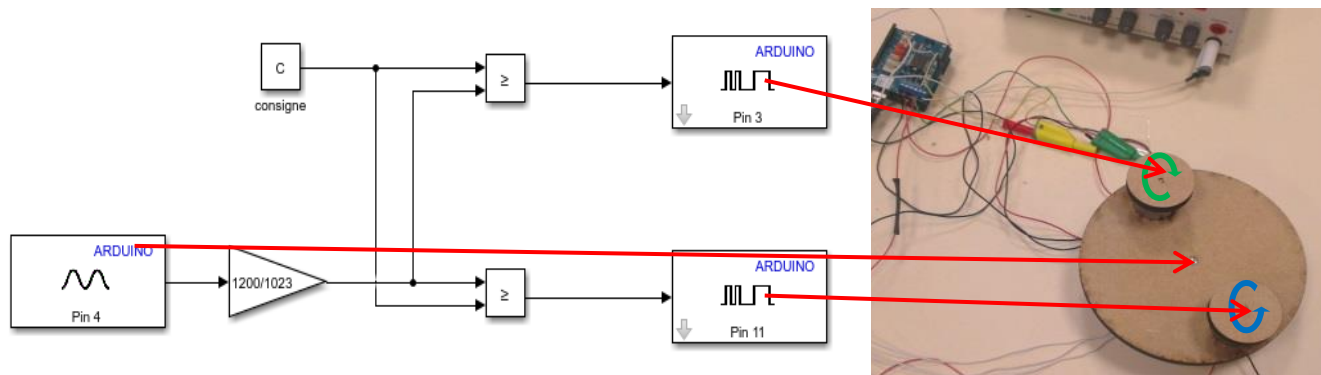 C
consigne
≥
ARDUINO
Pin 3
ARDUINO
Pin 4
1200/1023
≥
ARDUINO
Pin 11